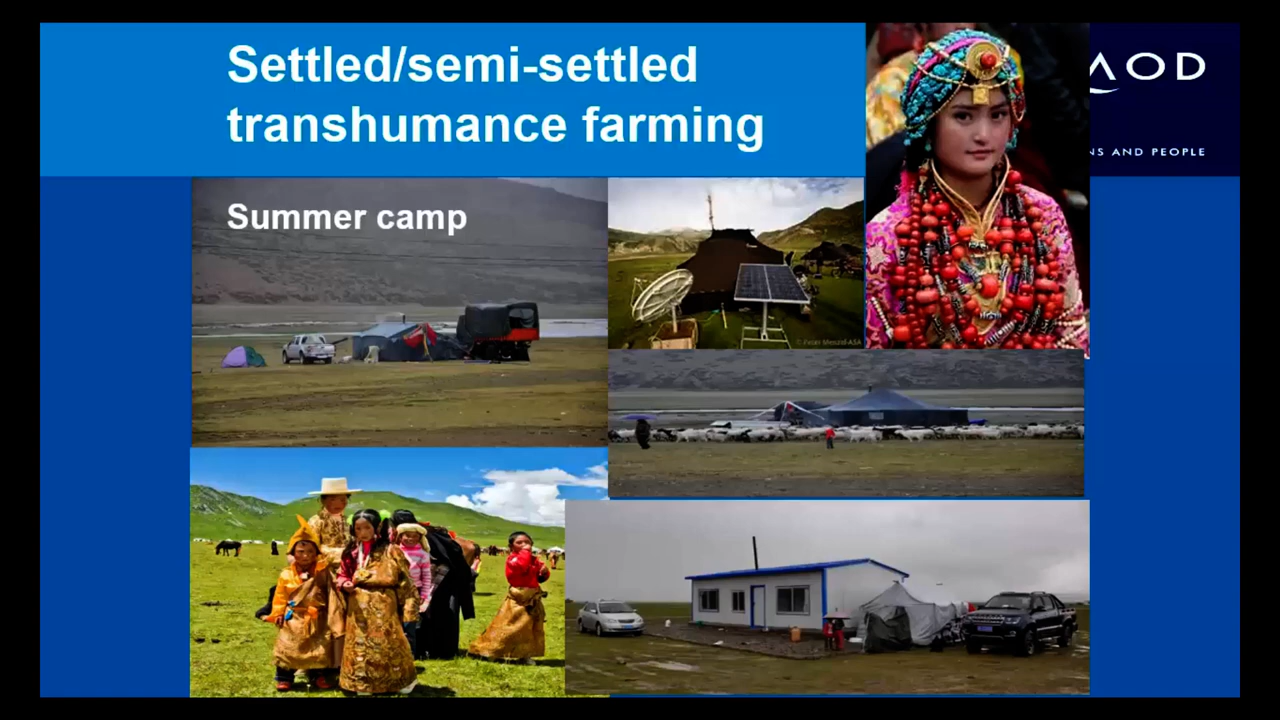 Settled/semi-settled
transhumance farming
AOD
NS AND PEOPLE
Summer camp